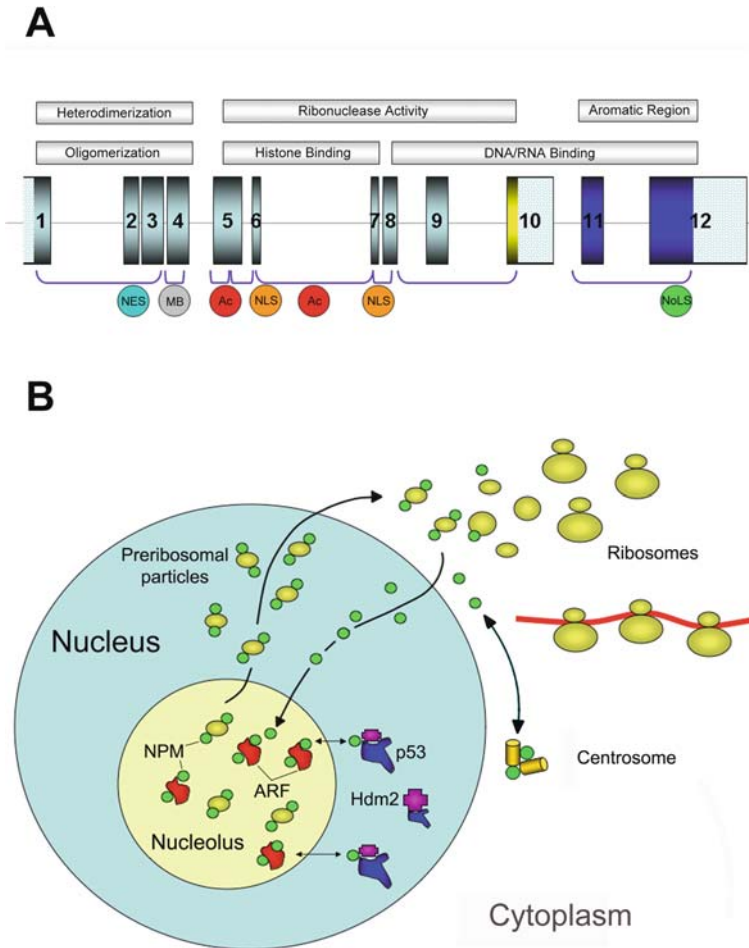 A
Heterodimerization
Ribonuclease Activity
Aromatic Region
Oligomerization
Histone Binding
DNA/RNA Binding
1
2
3
4
5
6
7
8
9
10
11
12
NES
MB
Ac
NLS
Ac
NLS
NoLS
B
Preribosomal
particles
Ribosomes
Nucleus
NPM
ARF
p53
Hdm2
Centrosome
Nucleolus
Cytoplasm